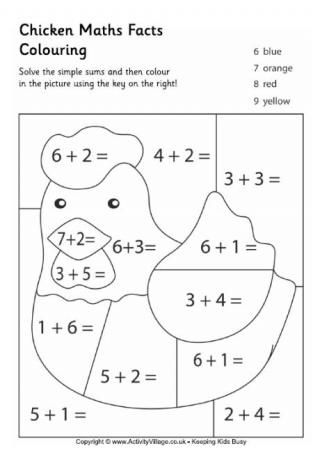 Chicken Maths Facts
Colouring
Solve the simple sums and then colour
in the picture using the key on the right!
6 blue
7 orange
8 red
9 yellow
6 + 2 =
4 + 2 =
3 + 3 =
7+2=
6+3=
6 + 1 =
3 + 5 =
3 + 4 =
1 + 6 =
6 + 1 =
5 + 2 =
5 + 1 =
2 + 4 =
Copyright © www.ActivityVillage.co.uk - Keeping Kids Busy